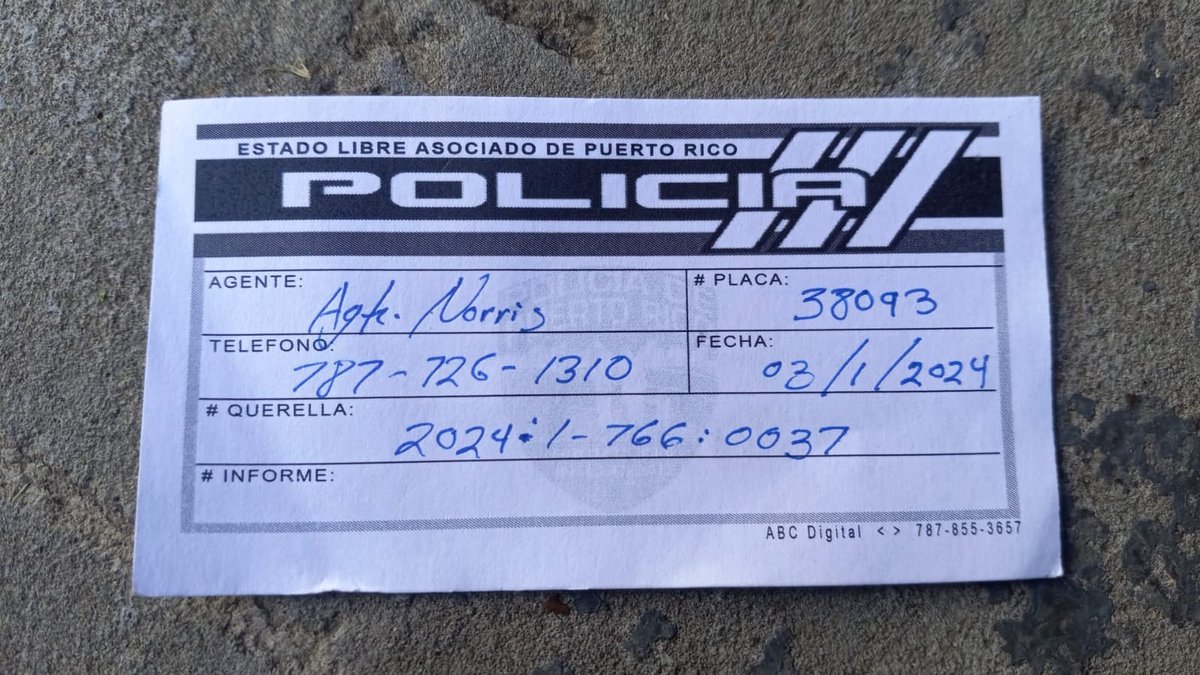 ESTADO LIBRE ASOCIADO DE PUERTO RICO
POLICIA
AGENTE: Agte. Norris
# PLACA: 38093
TELEFONO: 787-726-1310
FECHA: 03/1/2024
# QUERELLA: 2024:1-766:0037
# INFORME:
ABC Digital < > 787-855-3657